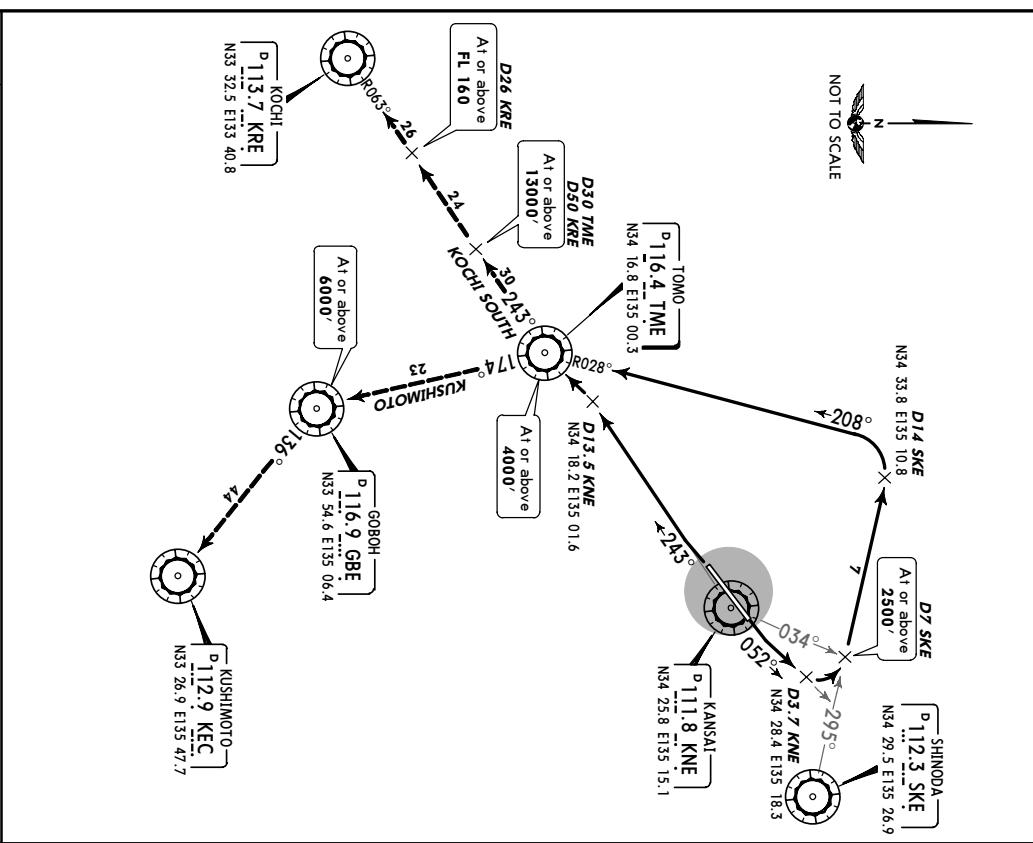 NOT TO SCALE
N
D14 SKE
N34 33.8 E135 10.8
D7 SKE
At or above
2500'
SHINODA
D 112.3 SKE
N34 29.5 E135 26.9
7
208°
034°
295°
052°
D3.7 KNE
N34 28.4 E135 18.3
KANSAI
D 111.8 KNE
N34 25.8 E135 15.1
243°
D13.5 KNE
N34 18.2 E135 01.6
TOMO
D 116.4 TME
N34 16.8 E135 00.3
R028°
At or above
4000'
243°
30
KOCHI SOUTH
D30 TME
D50 KRE
At or above
13000'
24
D26 KRE
At or above
FL 160
26
R063°
KOCHI
D 113.7 KRE
N33 32.5 E133 40.8
174°
23
KUSHIMOTO
At or above
6000'
GOBOH
D 116.9 GBE
N33 54.6 E135 06.4
136°
44
KUSHIMOTO
D 112.9 KEC
N33 26.9 E135 47.7